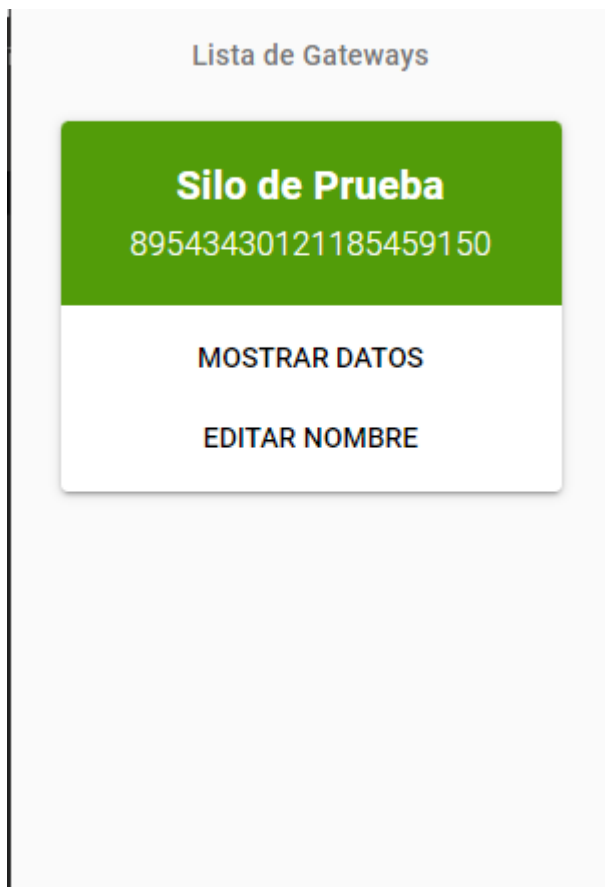 Lista de Gateways
Silo de Prueba
89543430121185459150
MOSTRAR DATOS
EDITAR NOMBRE